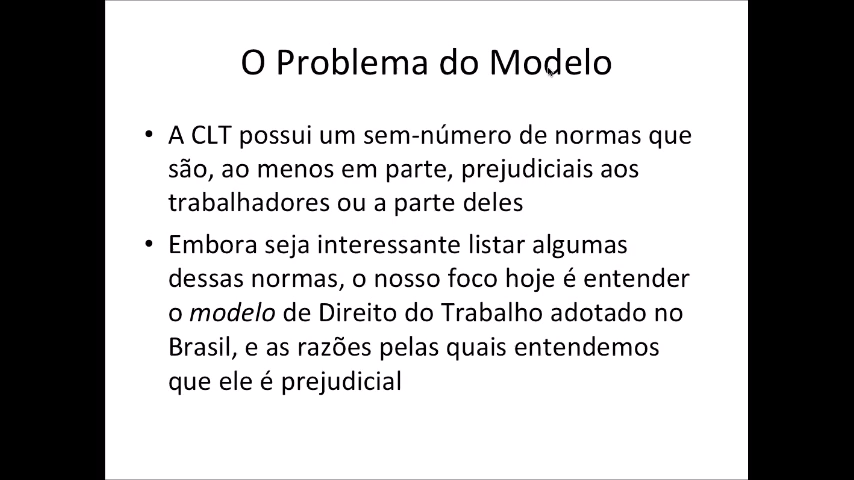 O Problema do Modelo
• A CLT possui um sem-número de normas que
são, ao menos em parte, prejudiciais aos
trabalhadores ou a parte deles
• Embora seja interessante listar algumas
dessas normas, o nosso foco hoje é entender
o modelo de Direito do Trabalho adotado no
Brasil, e as razões pelas quais entendemos
que ele é prejudicial